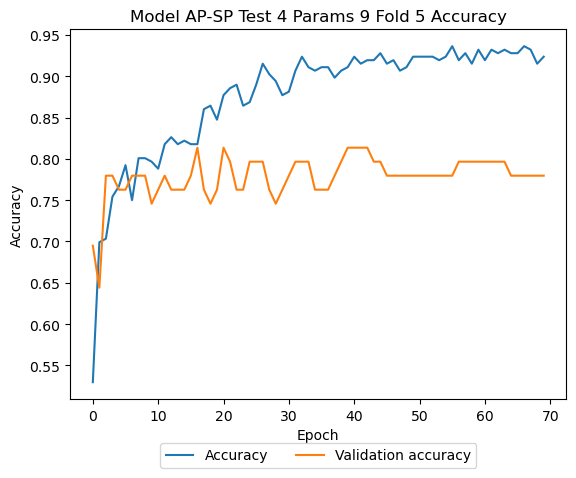 Model AP-SP Test 4 Params 9 Fold 5 Accuracy
0.95
0.90
0.85
0.80
0.75
0.70
0.65
0.60
0.55
Accuracy
0 10 20 30 40 50 60 70
Epoch
Accuracy Validation accuracy